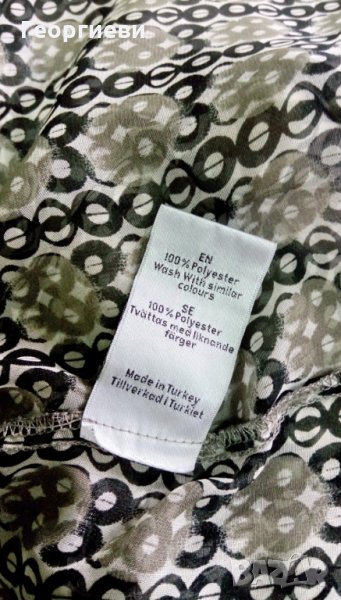 Георгиеви
EN
100% Polyester
Wash With similar
colours
SE
100% Polyester
Tvättas med liknande
färger
Made in Turkey
Tillverkad i Turkiet
BAZAR